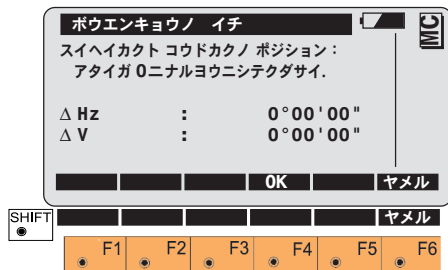 ボウエンキョウノ イチ
MC
スイヘイカクト コウドカクノ ポジション：
アタイガ 0ニナルヨウニシテクダサイ.
Δ Hz : 0°00'00"
Δ V : 0°00'00"
OK ヤメル
SHIFT ヤメル
F1 F2 F3 F4 F5 F6